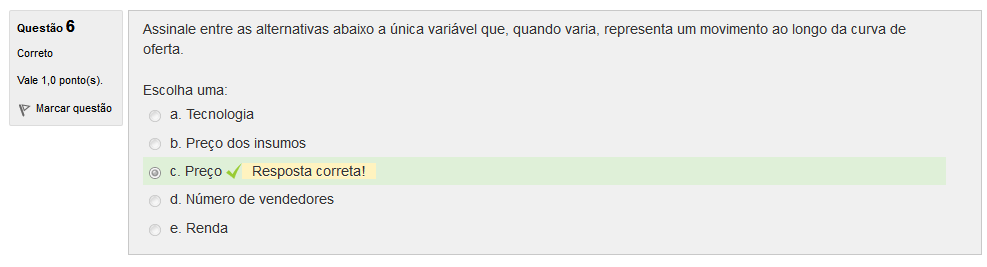 Questão 6
Correto
Vale 1,0 ponto(s).
Marcar questão
Assinale entre as alternativas abaixo a única variável que, quando varia, representa um movimento ao longo da curva de
oferta.
Escolha uma:
a. Tecnologia
b. Preço dos insumos
c. Preço Resposta correta!
d. Número de vendedores
e. Renda